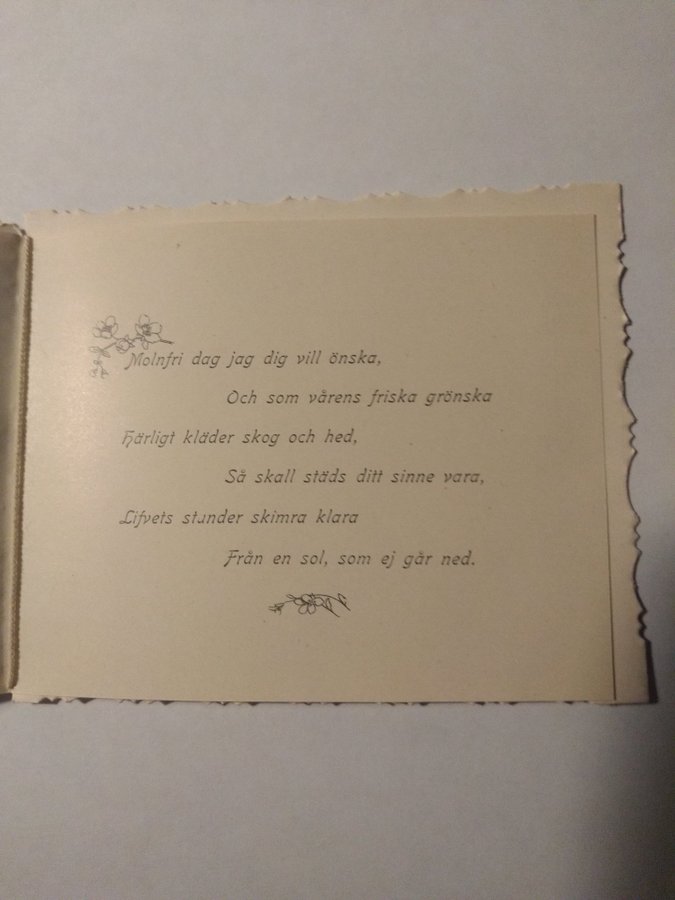 Molnfri dag jag dig vill önska,
Och som vårens friska grönska
Härligt kläder skog och hed,
Så skall städs ditt sinne vara,
Lifvets stunder skimra klara
Från en sol, som ej går ned.